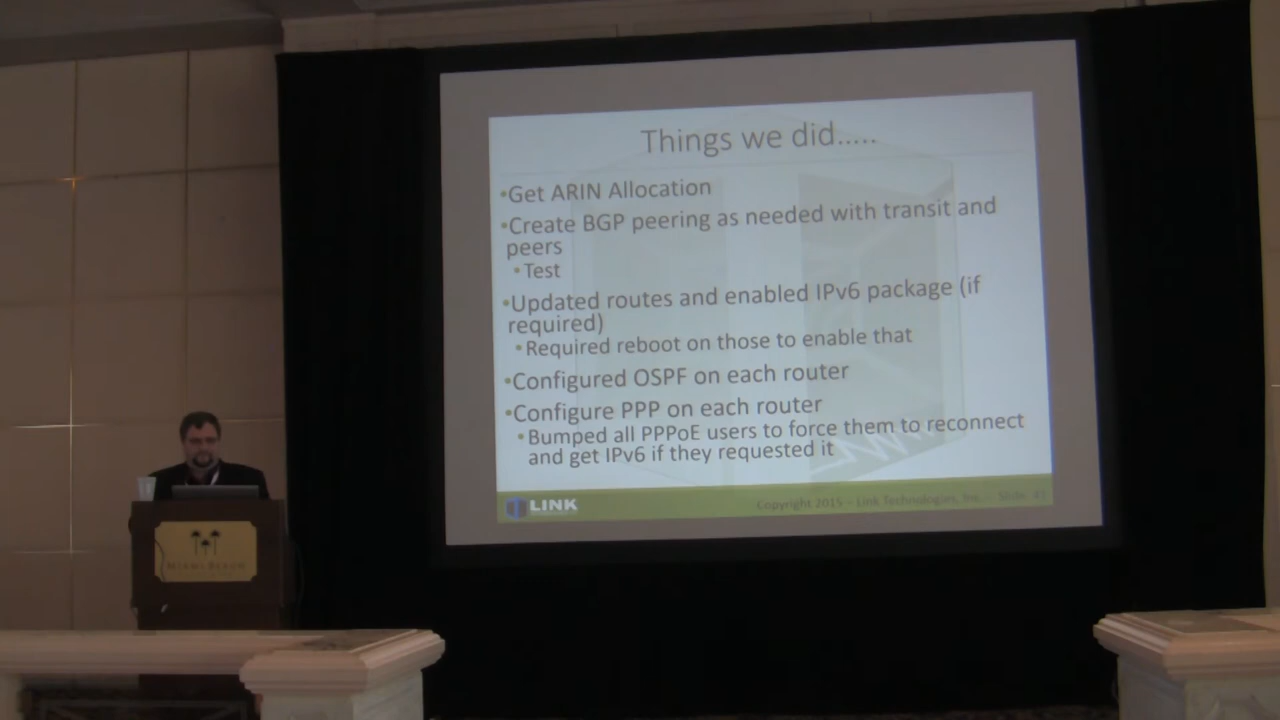 Things we did.....
•Get ARIN Allocation
•Create BGP peering as needed with transit and
peers
•Test
•Updated routes and enabled IPv6 package (if
required)
•Required reboot on those to enable that
•Configured OSPF on each router
•Configure PPP on each router
•Bumped all PPPoE users to force them to reconnect
and get IPv6 if they requested it
LINK
Copyright 2015 – Link Technologies, Inc. - Slide